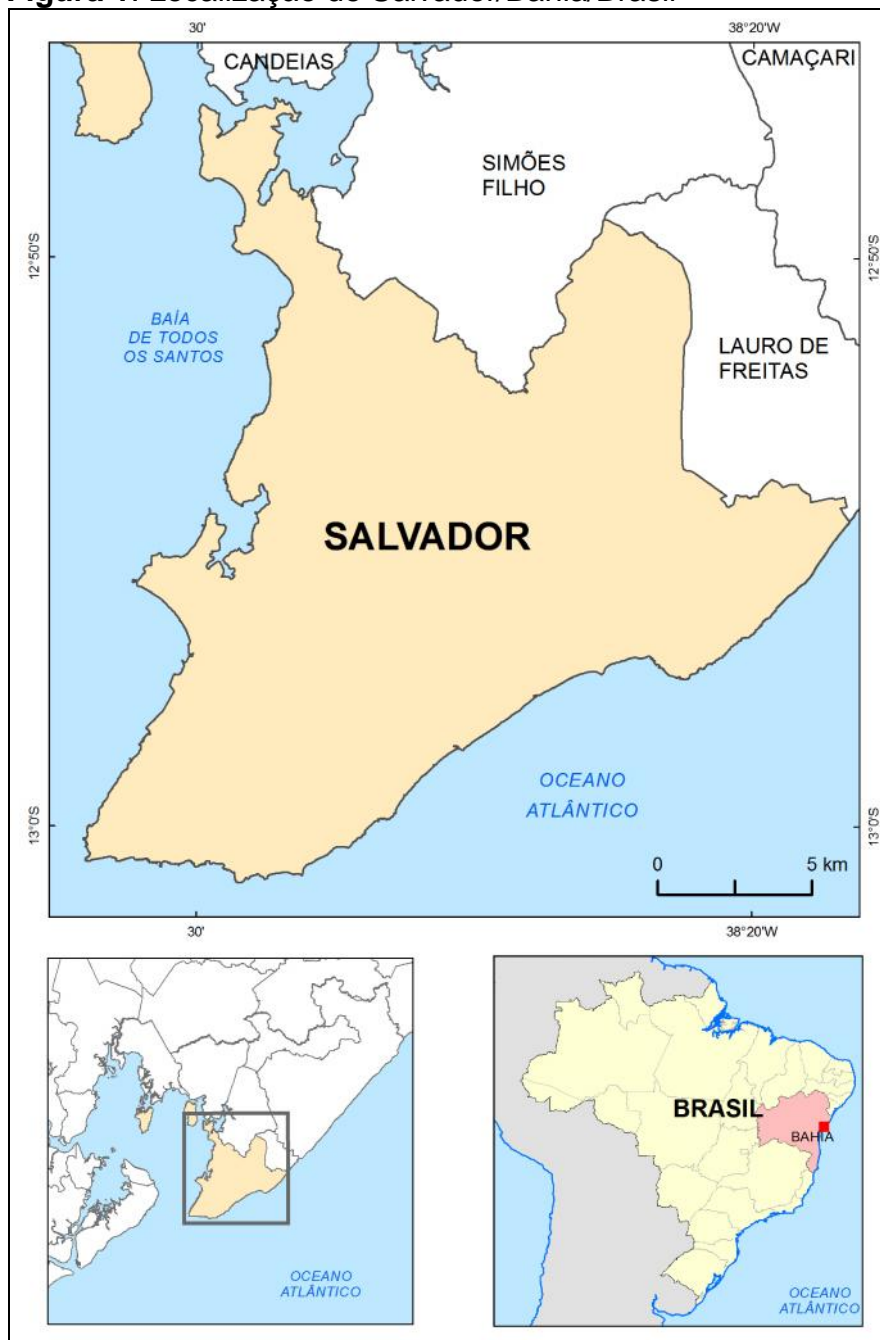 Figura 1: Localização de Salvador/Bahia/Brasil
30'
38°20'W
CANDEIAS
CAMAÇARI
SIMÕES
FILHO
12°50'S
12°50'S
BAÍA
DE TODOS
OS SANTOS
LAURO DE
FREITAS
SALVADOR
OCEANO
ATLÂNTICO
13°0'S
13°0'S
0 5 km
30'
38°20'W
OCEANO
ATLÂNTICO
BRASIL
BAHIA
OCEANO
ATLÂNTICO